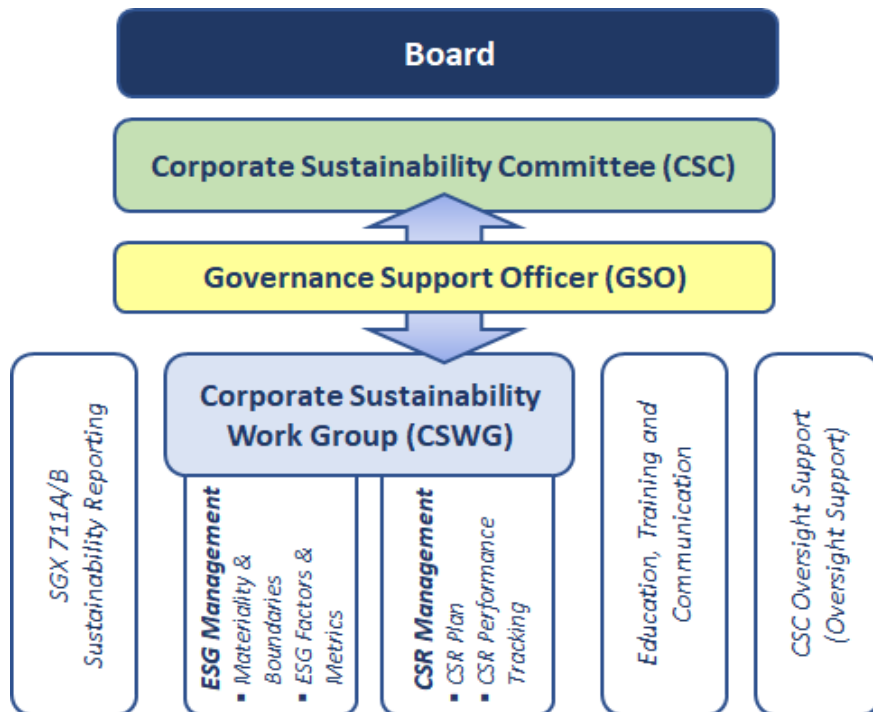 Board
Corporate Sustainability Committee (CSC)
Governance Support Officer (GSO)
Corporate Sustainability
Work Group (CSWG)
SGX 711A/B
Sustainability Reporting
ESG Management
▪ Materiality &
Boundaries
▪ ESG Factors &
Metrics
CSR Management
▪ CSR Plan
▪ CSR Performance
Tracking
Education, Training and
Communication
CSC Oversight Support
(Oversight Support)